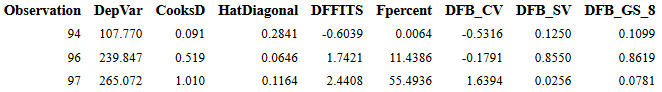 Observation DepVar CooksD HatDiagonal DFFITS Fpercent DFB_CV DFB_SV DFB_GS_8
94 107.770 0.091 0.2841 -0.6039 0.0064 -0.5316 0.1250 0.1099
96 239.847 0.519 0.0646 1.7421 11.4386 -0.1791 0.8550 0.8619
97 265.072 1.010 0.1164 2.4408 55.4936 1.6394 0.0256 0.0781